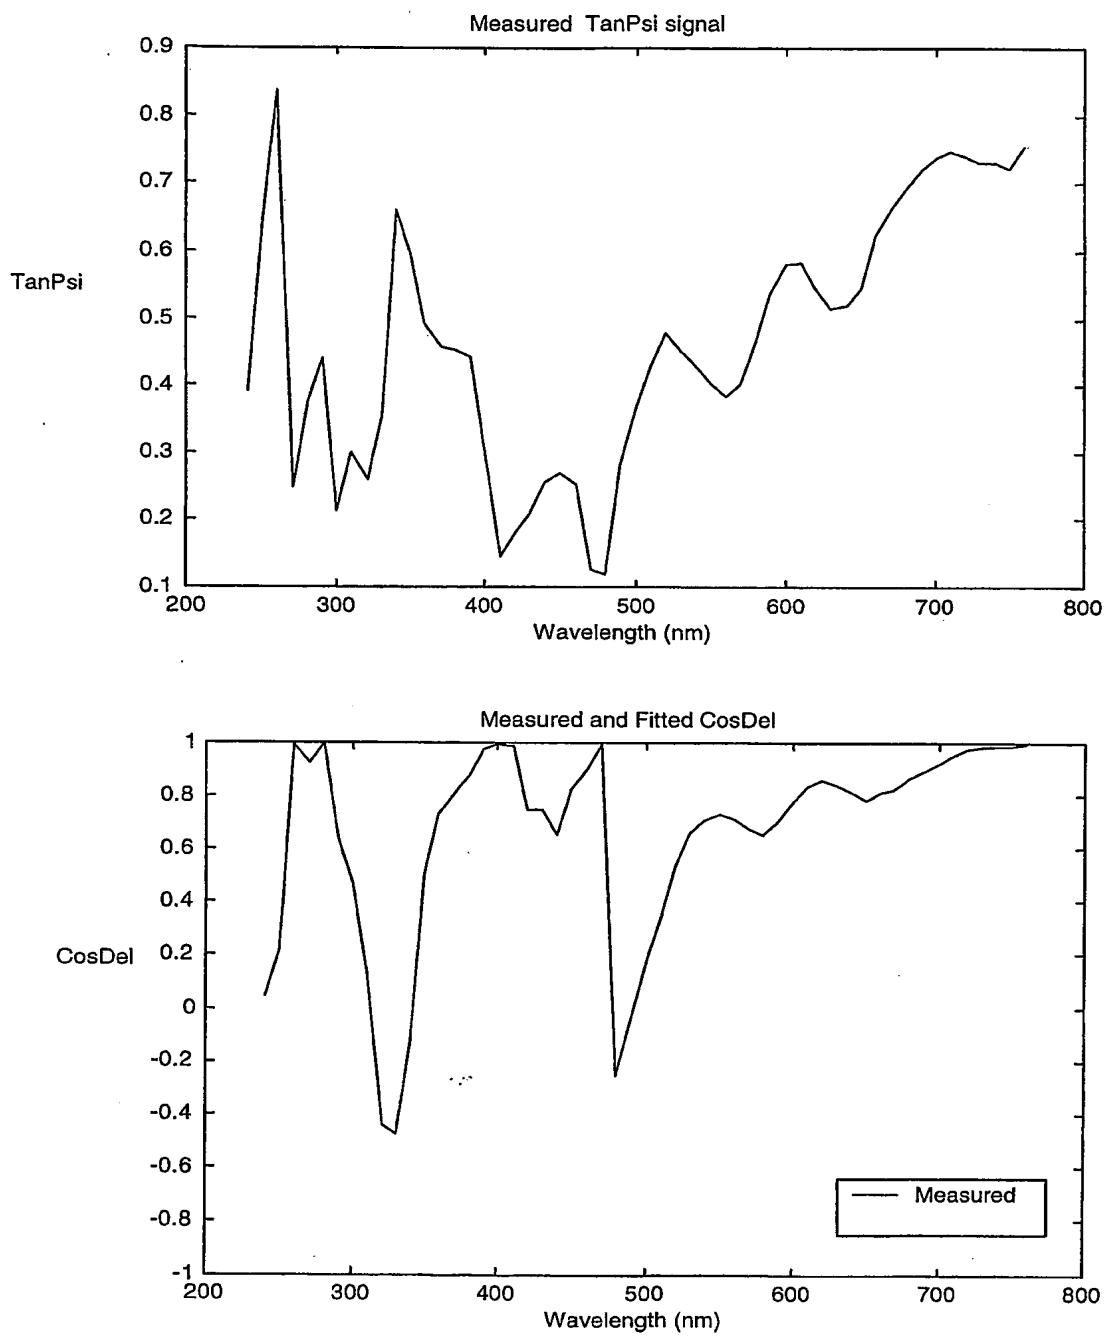 Measured TanPsi signal
0.9
0.8
0.7
0.6
TanPsi
0.5
0.4
0.3
0.2
0.1
200 300 400 500 600 700 800
Wavelength (nm)
Measured and Fitted CosDel
1
0.8
0.6
0.4
CosDel 0.2
0
-0.2
-0.4
-0.6
-0.8
Measured
-1
200 300 400 500 600 700 800
Wavelength (nm)